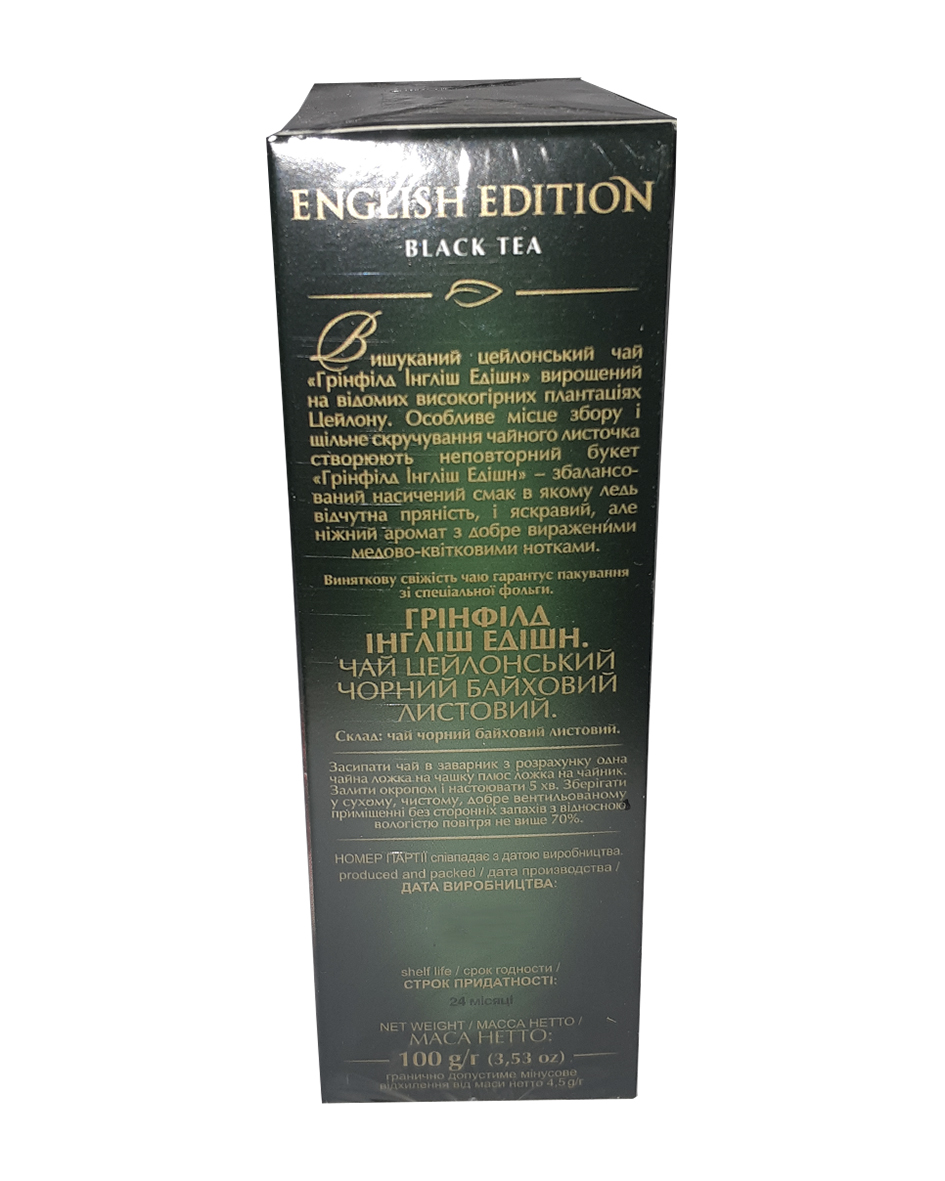 ENGLISH EDITION
BLACK TEA
Вишуканий цейлонський чай
«Грінфілд Інгліш Едішн» вирощений
на відомих високогірних плантаціях
Цейлону. Особливе місце збору і
щільне скручування чайного листочка
створюють неповторний букет
«Грінфілд Інгліш Едішн» – збалансо-
ваний насичений смак в якому ледь
відчутна пряність, і яскравий, але
ніжний аромат з добре вираженими
медово-квітковими нотками.
Виняткову свіжість чаю гарантує пакування
зі спеціальної фольги.
ГРІНФІЛД
ІНГЛІШ ЕДІШН.
ЧАЙ ЦЕЙЛОНСЬКИЙ
ЧОРНИЙ БАЙХОВИЙ
ЛИСТОВИЙ.
Склад: чай чорний байховий листовий.
Засипати чай в заварник з розрахунку одна
чайна ложка на чашку плюс ложка на чайник.
Залити окропом і настоювати 5 хв. Зберігати
у сухому, чистому, добре вентильованому
приміщенні без сторонніх запахів з відносною
вологістю повітря не вище 70%.
НОМЕР ПАРТІЇ співпадає з датою виробництва.
produced and packed / дата производства /
ДАТА ВИРОБНИЦТВА:
shelf life / срок годности /
СТРОК ПРИДАТНОСТІ:
24 місяці
NET WEIGHT / МАССА НЕТТО /
МАСА НЕТТО:
100 g/г (3,53 oz)
гранично допустиме мінусове
відхилення від маси нетто 4,5 g/г